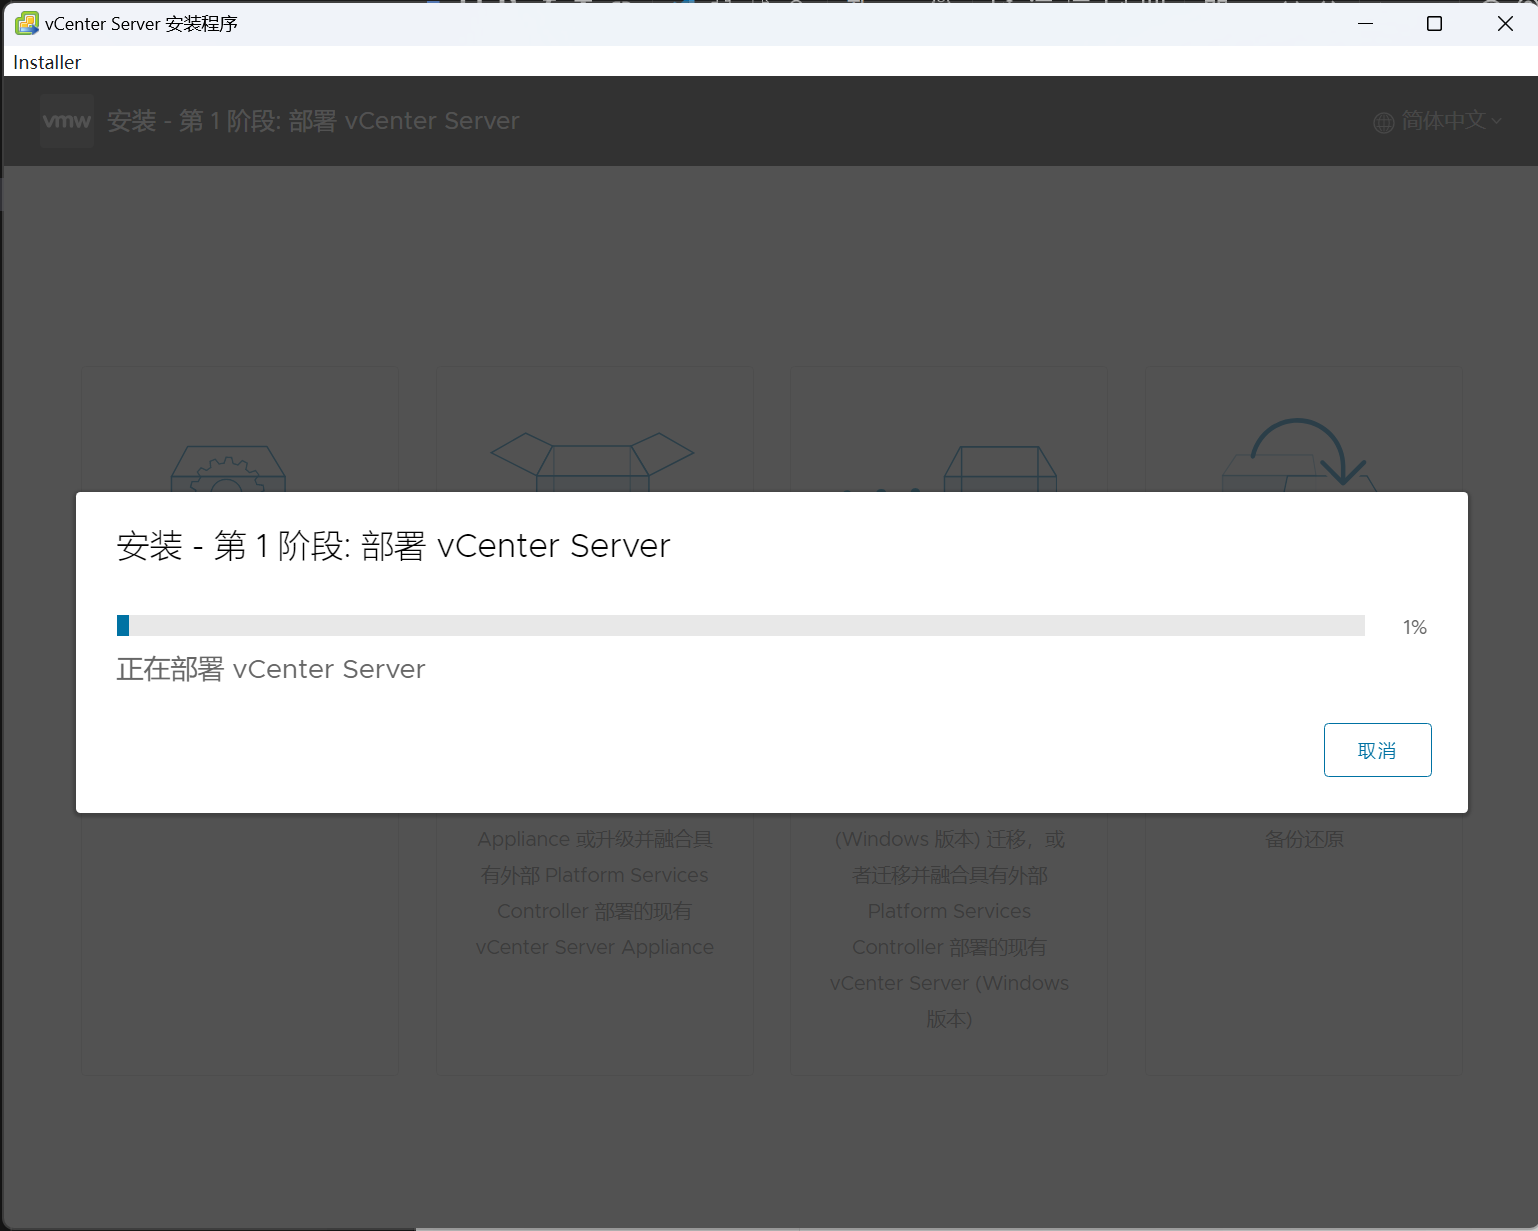 vCenter Server 安装程序
Installer
vmw 安装 - 第 1 阶段: 部署 vCenter Server
简体中文
安装 - 第 1 阶段: 部署 vCenter Server
1%
正在部署 vCenter Server
取消
Appliance 或升级并融合具
有外部 Platform Services
Controller 部署的现有
vCenter Server Appliance
(Windows 版本) 迁移，或
者迁移并融合具有外部
Platform Services
Controller 部署的现有
vCenter Server (Windows
版本)
备份还原